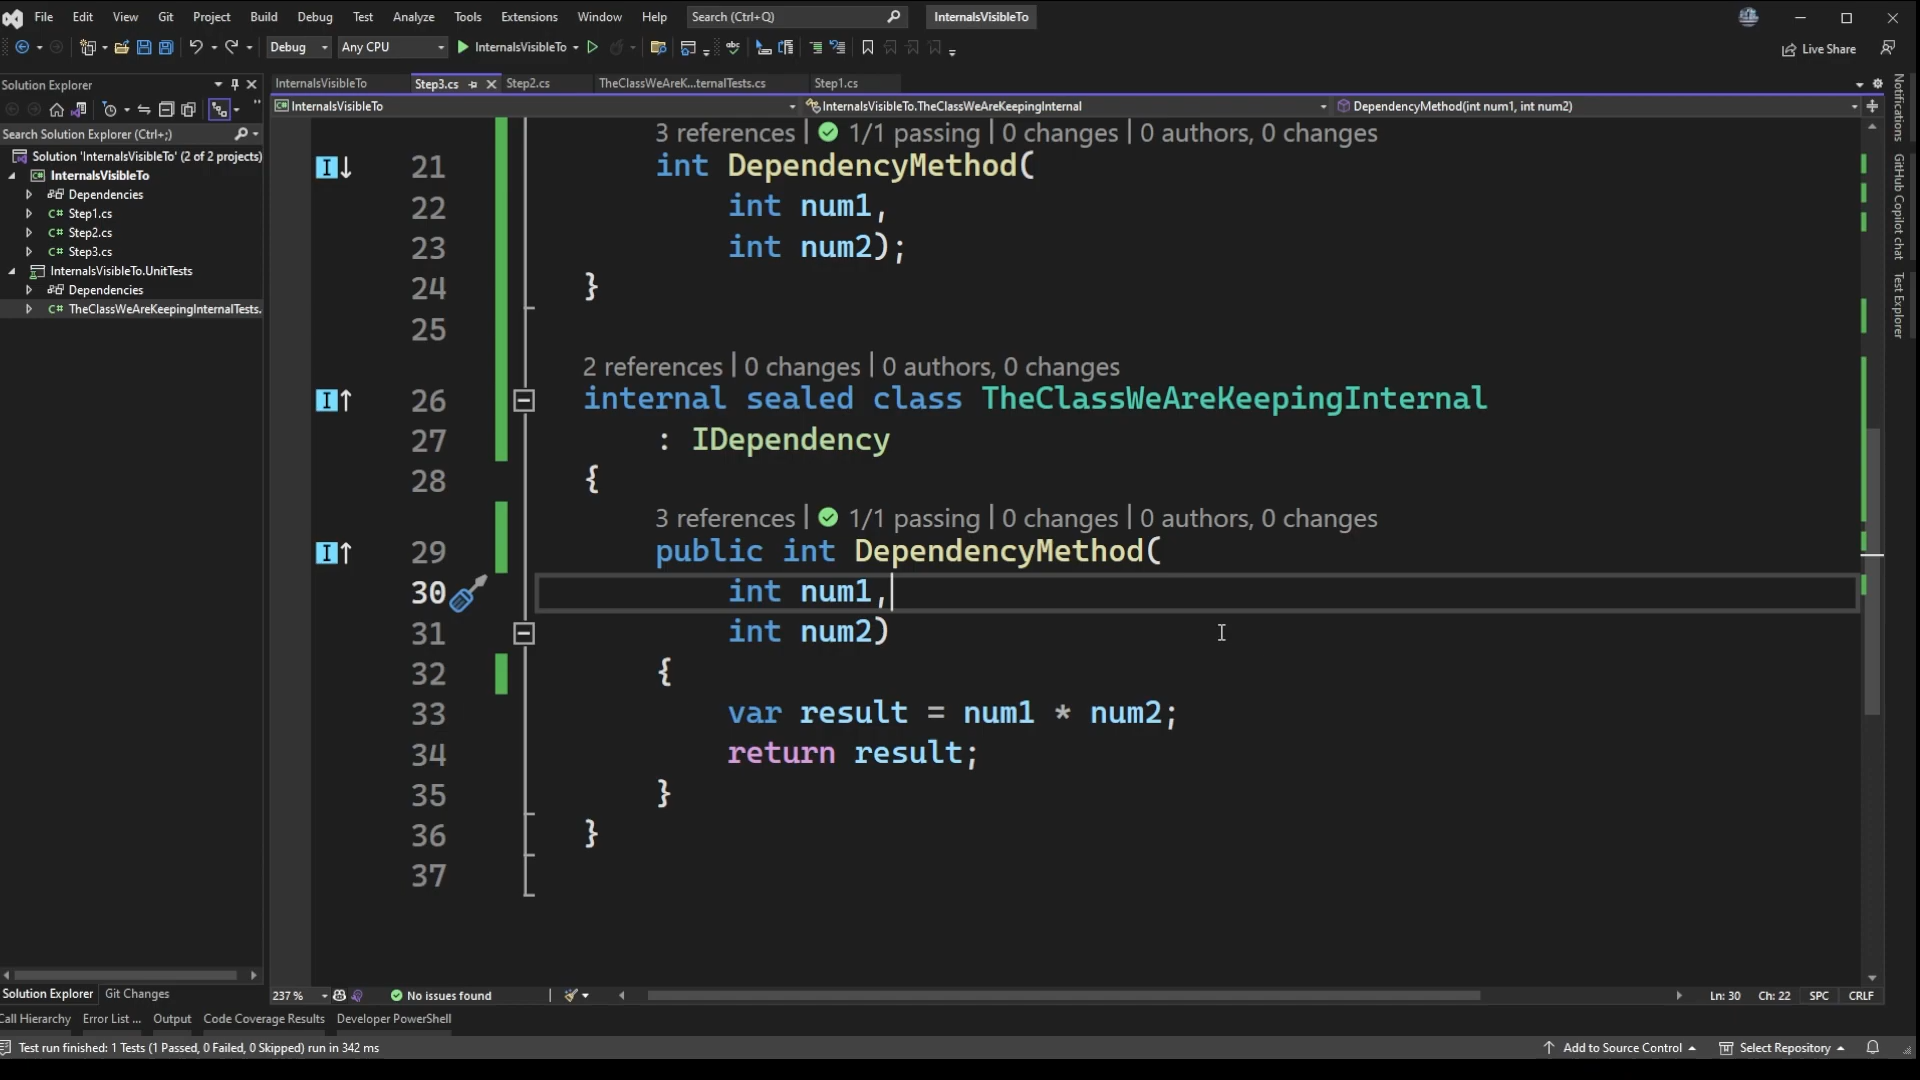 File Edit View Git Project Build Debug Test Analyze Tools Extensions Window Help Search (Ctrl+Q) InternalsVisibleTo
Debug Any CPU InternalsVisibleTo Live Share
Solution Explorer
Search Solution Explorer (Ctrl+;)
Solution 'InternalsVisibleTo' (2 of 2 projects)
InternalsVisibleTo
Dependencies
C# Step1.cs
C# Step2.cs
C# Step3.cs
InternalsVisibleTo.UnitTests
Dependencies
C# TheClassWeAreKeepingInternalTests.
Solution Explorer Git Changes
InternalsVisibleTo Step3.cs Step2.cs TheClassWeAreK...ternalTests.cs Step1.cs
InternalsVisibleTo InternalsVisibleTo.TheClassWeAreKeepingInternal DependencyMethod(int num1, int num2)
3 references | 1/1 passing | 0 changes | 0 authors, 0 changes
21 int DependencyMethod(
22 int num1,
23 int num2);
24 }
25
2 references | 0 changes | 0 authors, 0 changes
26 internal sealed class TheClassWeAreKeepingInternal
27 : IDependency
28 {
3 references | 1/1 passing | 0 changes | 0 authors, 0 changes
29 public int DependencyMethod(
30 int num1,
31 int num2)
32 {
33 var result = num1 * num2;
34 return result;
35 }
36 }
37
237 % No issues found Ln: 30 Ch: 22 SPC CRLF
Notifications
GitHub Copilot chat
Test Explorer
Call Hierarchy Error List ... Output Code Coverage Results Developer PowerShell
Test run finished: 1 Tests (1 Passed, 0 Failed, 0 Skipped) run in 342 ms Add to Source Control Select Repository